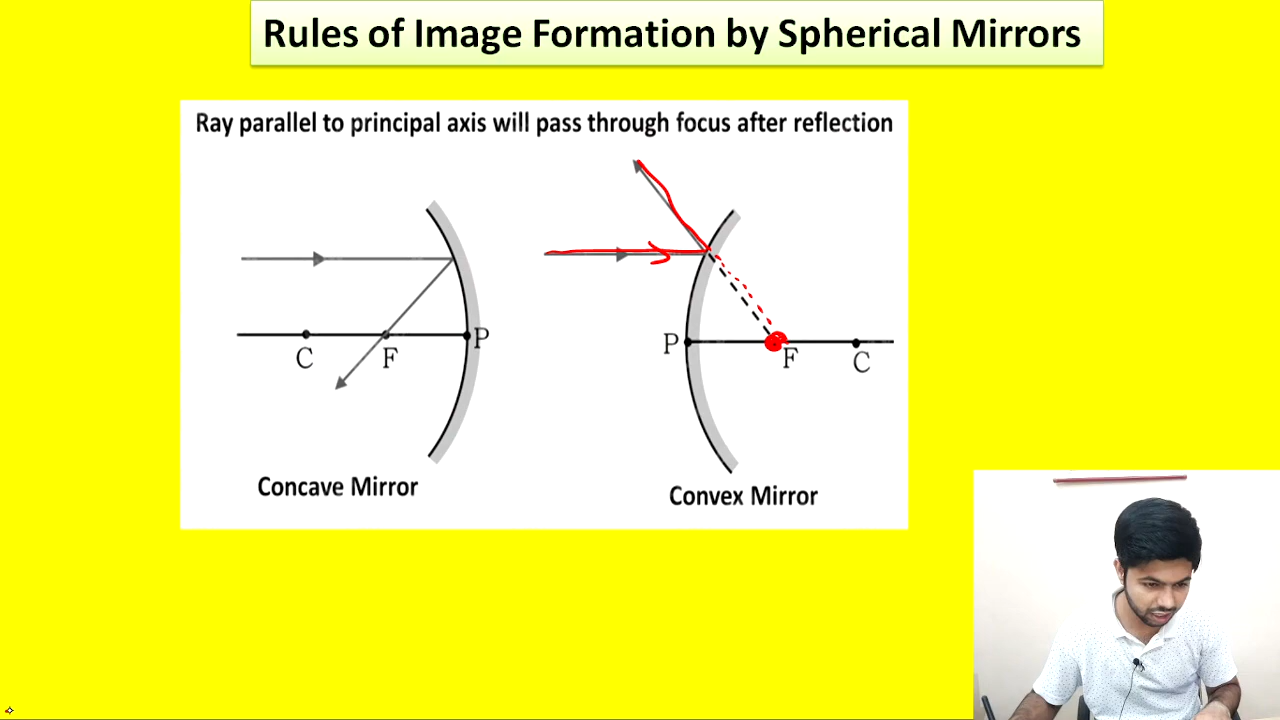 Rules of Image Formation by Spherical Mirrors
Ray parallel to principal axis will pass through focus after reflection
C F P
P F C
Concave Mirror
Convex Mirror